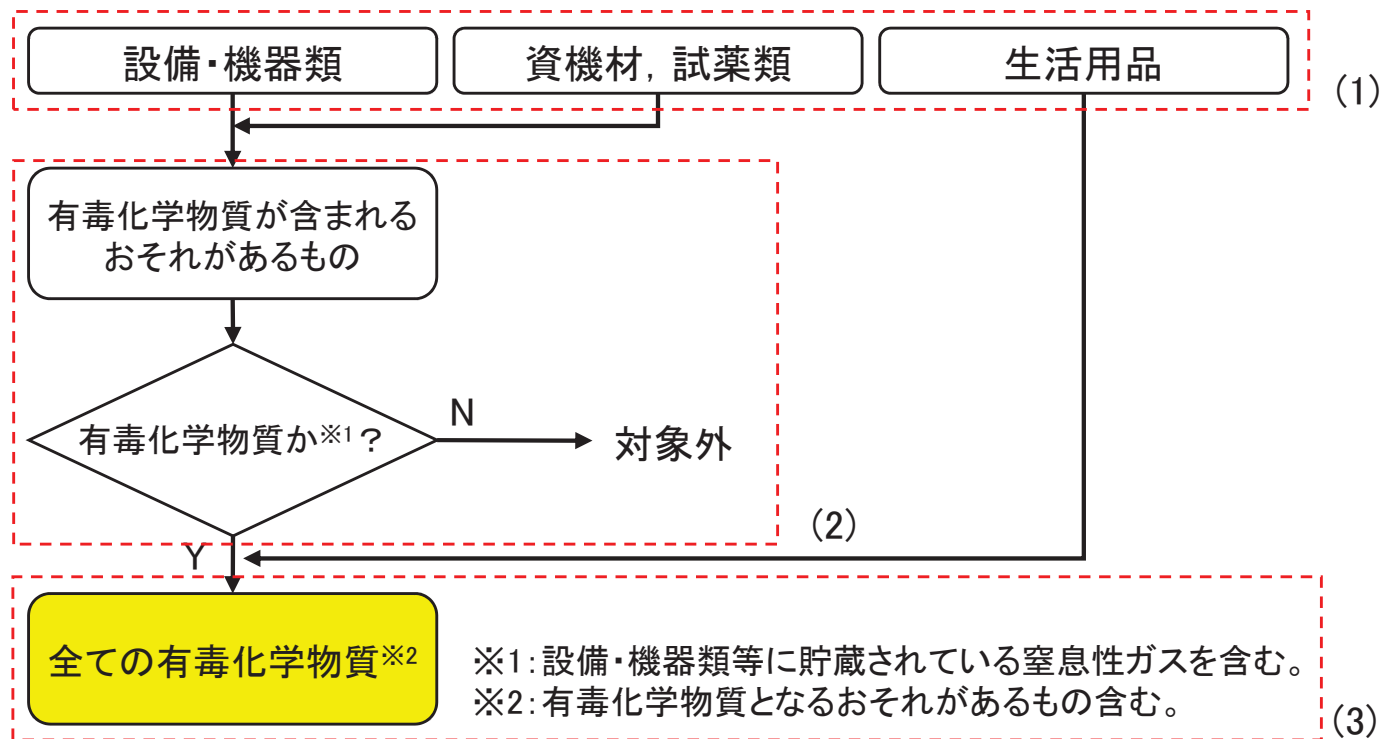 設備・機器類
資機材，試薬類
生活用品
(1)
有毒化学物質が含まれる
おそれがあるもの
有毒化学物質か※1？
N
対象外
(2)
Y
全ての有毒化学物質※2
※1：設備・機器類等に貯蔵されている窒息性ガスを含む。
※2：有毒化学物質となるおそれがあるもの含む。
(3)